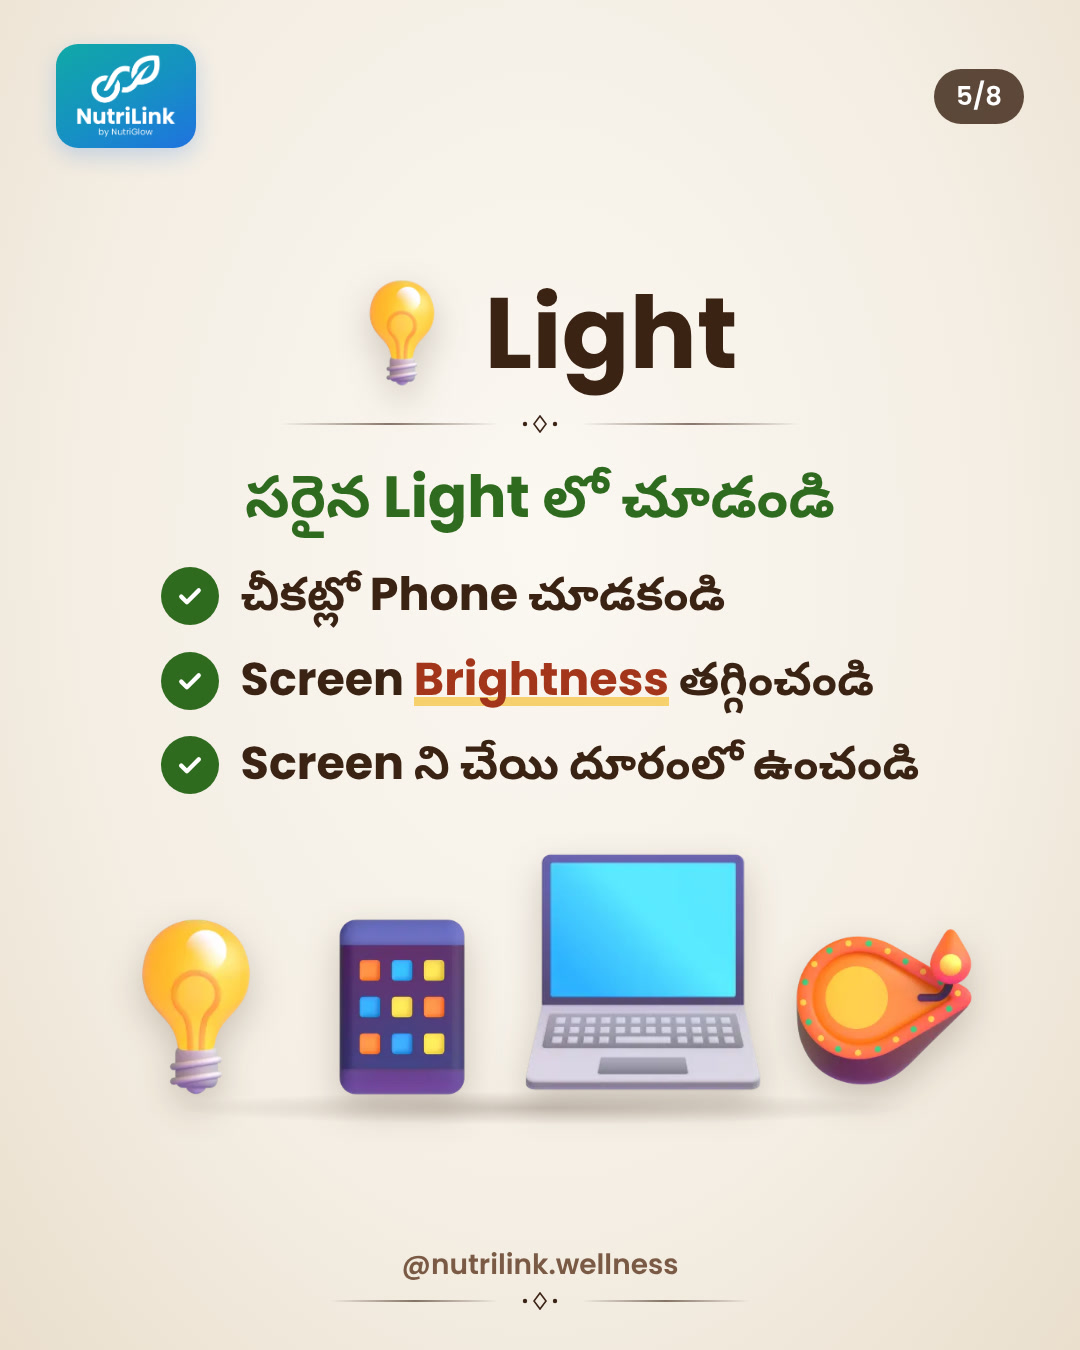 NutriLink
by NutriGlow
5/8
Light
సరైన Light లో చూడండి
చీకట్లో Phone చూడకండి
Screen Brightness తగ్గించండి
Screen ని చేయి దూరంలో ఉంచండి
@nutrilink.wellness